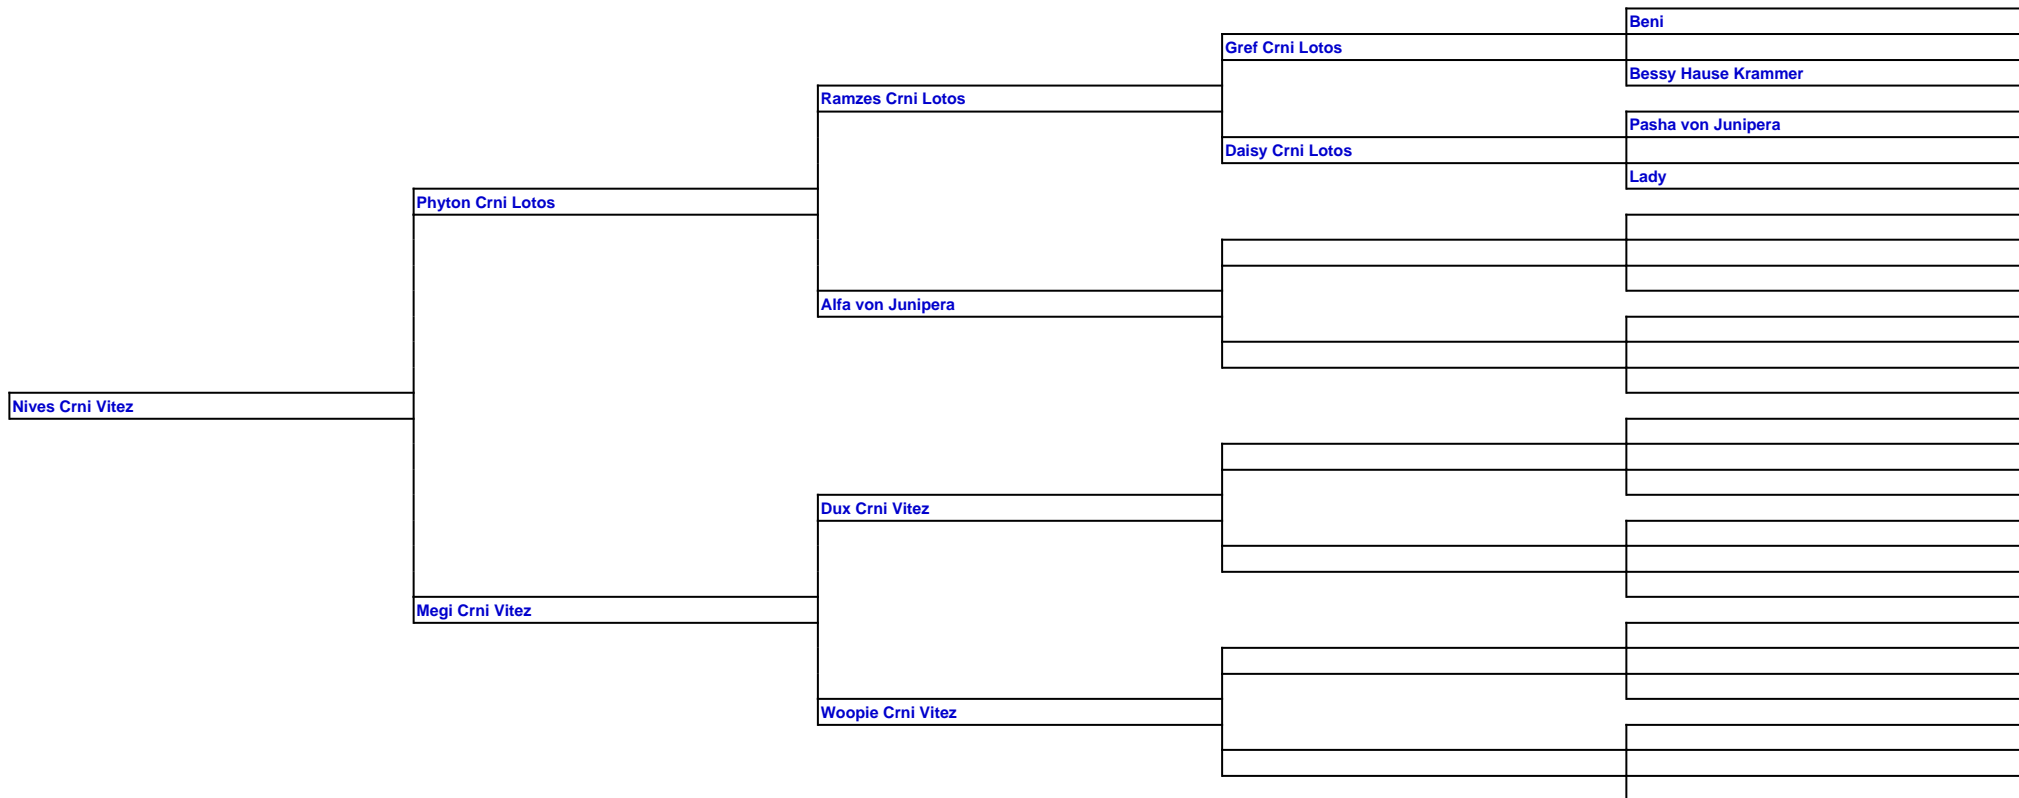 Beni
Gref Crni Lotos
Bessy Hause Krammer
Ramzes Crni Lotos
Pasha von Junipera
Daisy Crni Lotos
Lady
Phyton Crni Lotos
Alfa von Junipera
Nives Crni Vitez
Dux Crni Vitez
Megi Crni Vitez
Woopie Crni Vitez